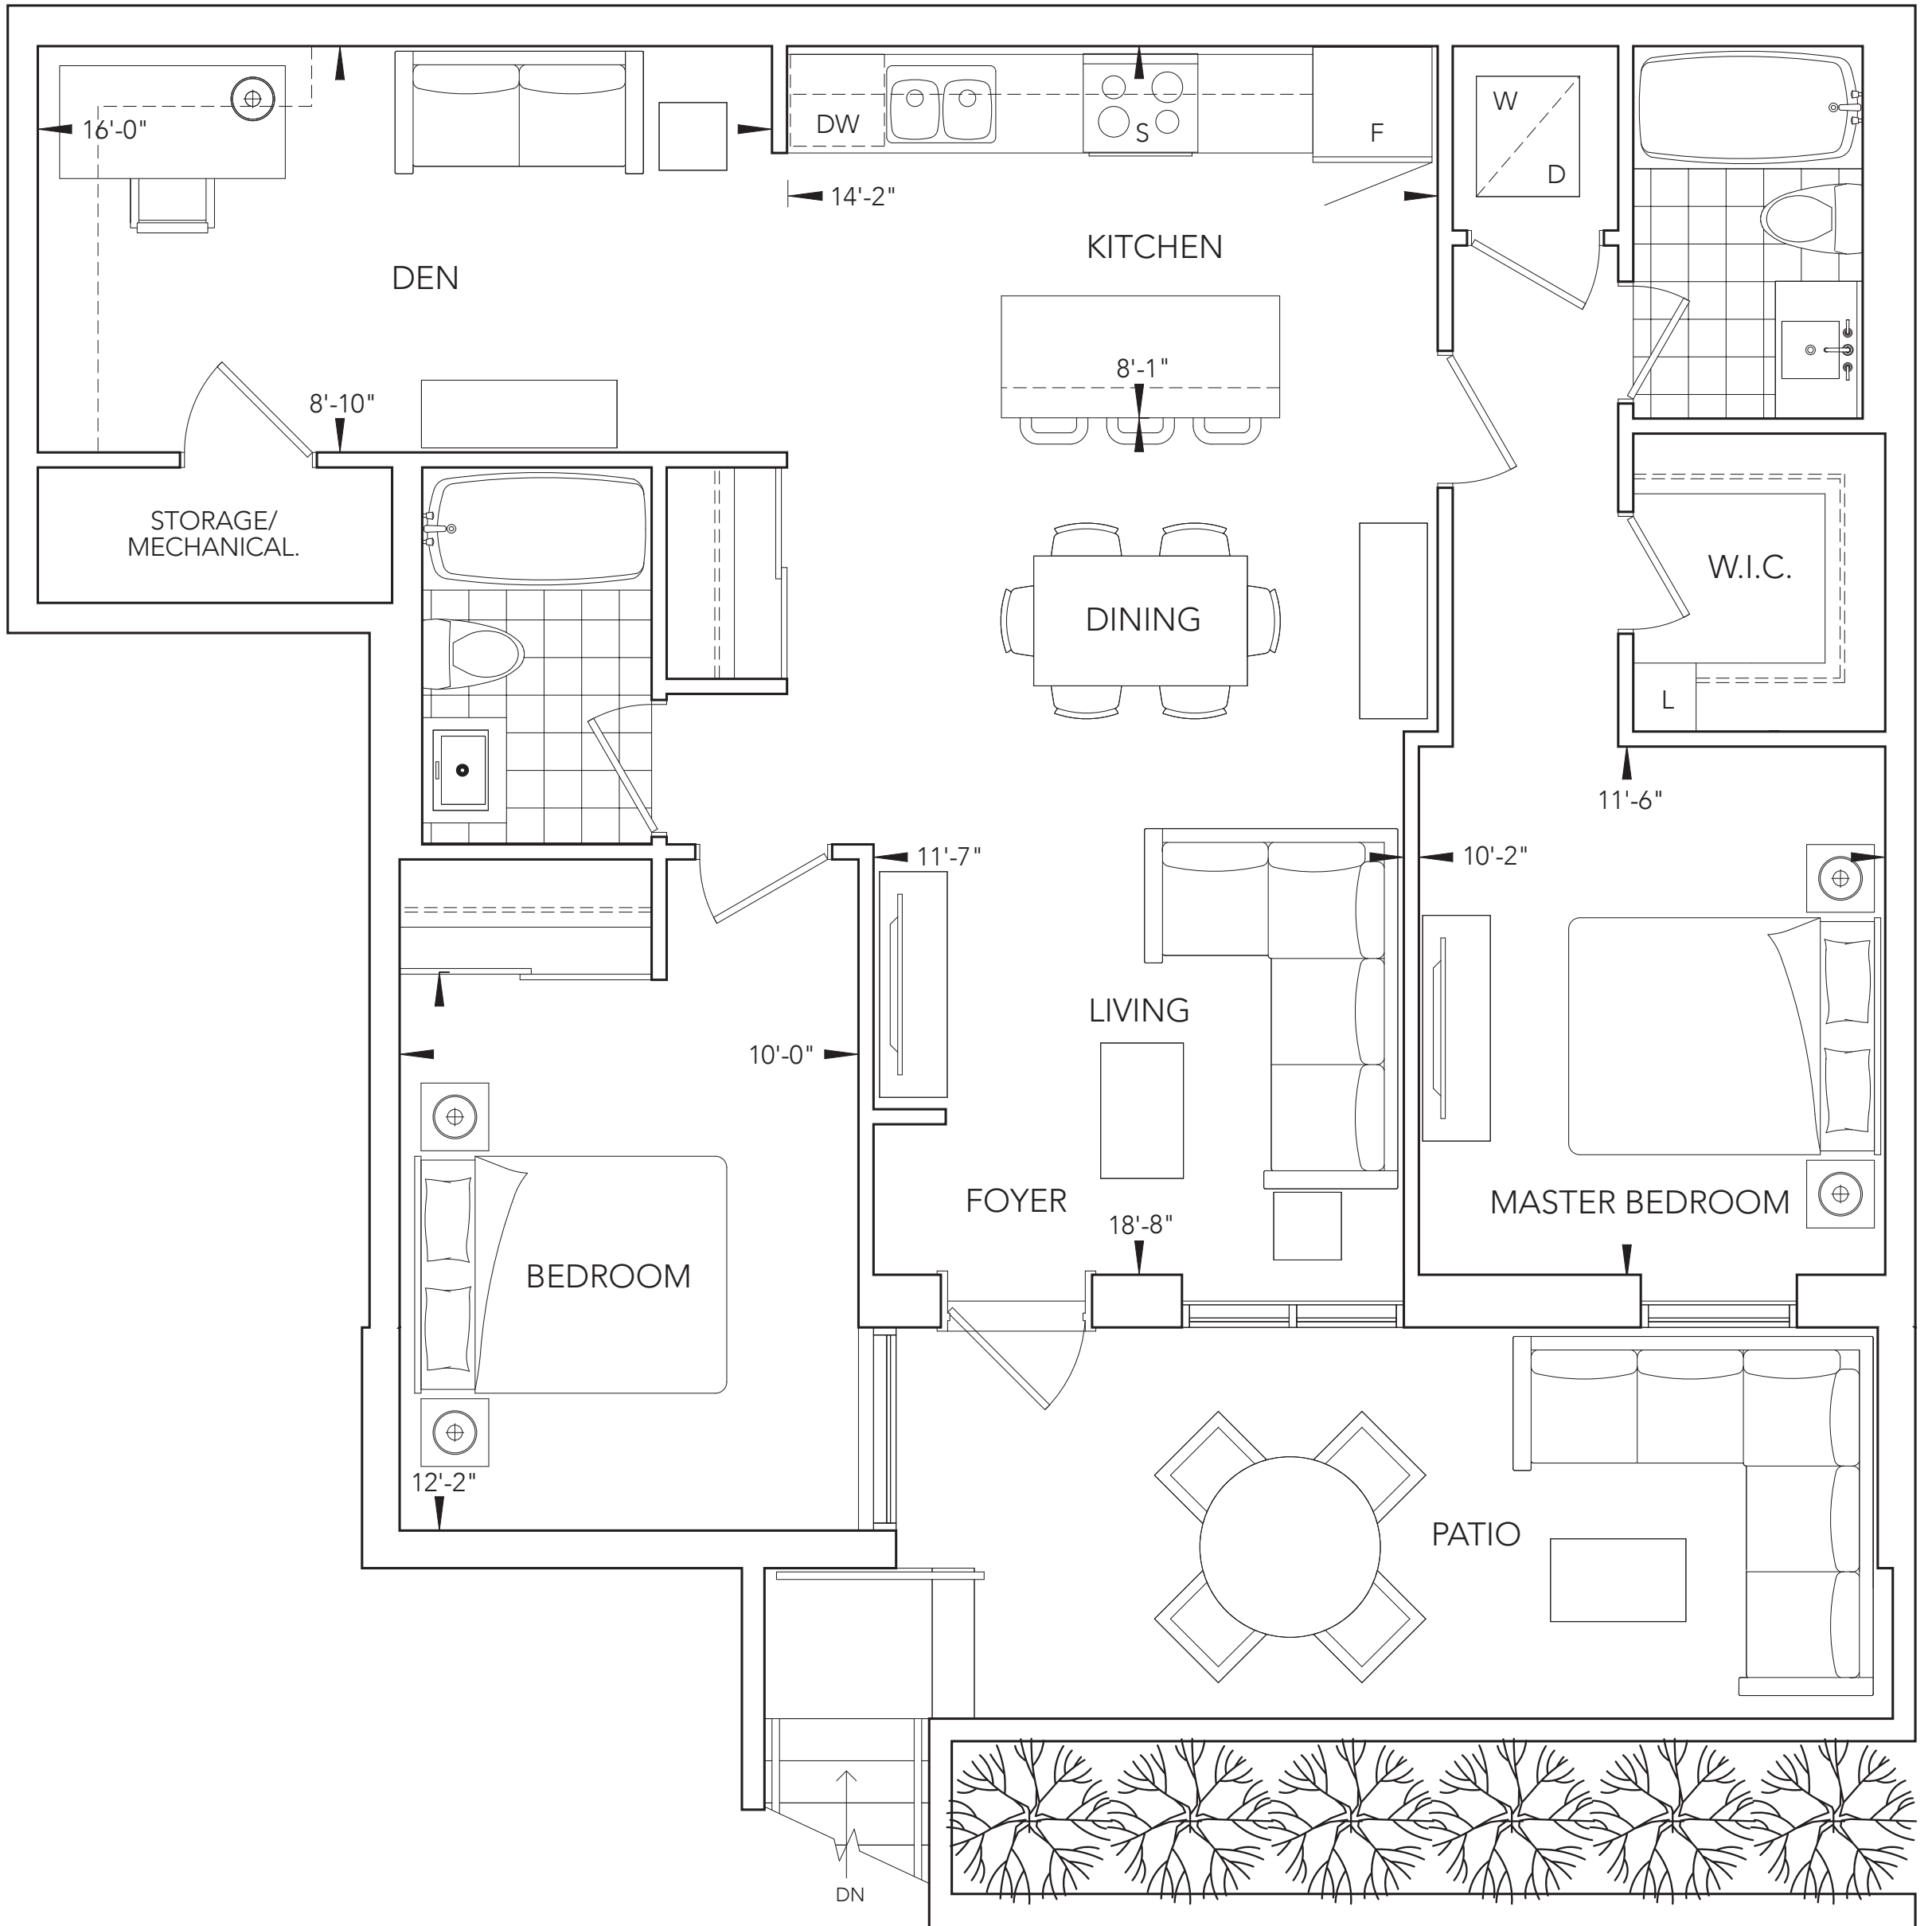 16'-0"
DW
S
F
W
D
14'-2"
KITCHEN
DEN
8'-1"
8'-10"
STORAGE/
MECHANICAL.
W.I.C.
DINING
L
11'-6"
11'-7"
10'-2"
LIVING
10'-0"
FOYER
MASTER BEDROOM
18'-8"
BEDROOM
12'-2"
PATIO
DN